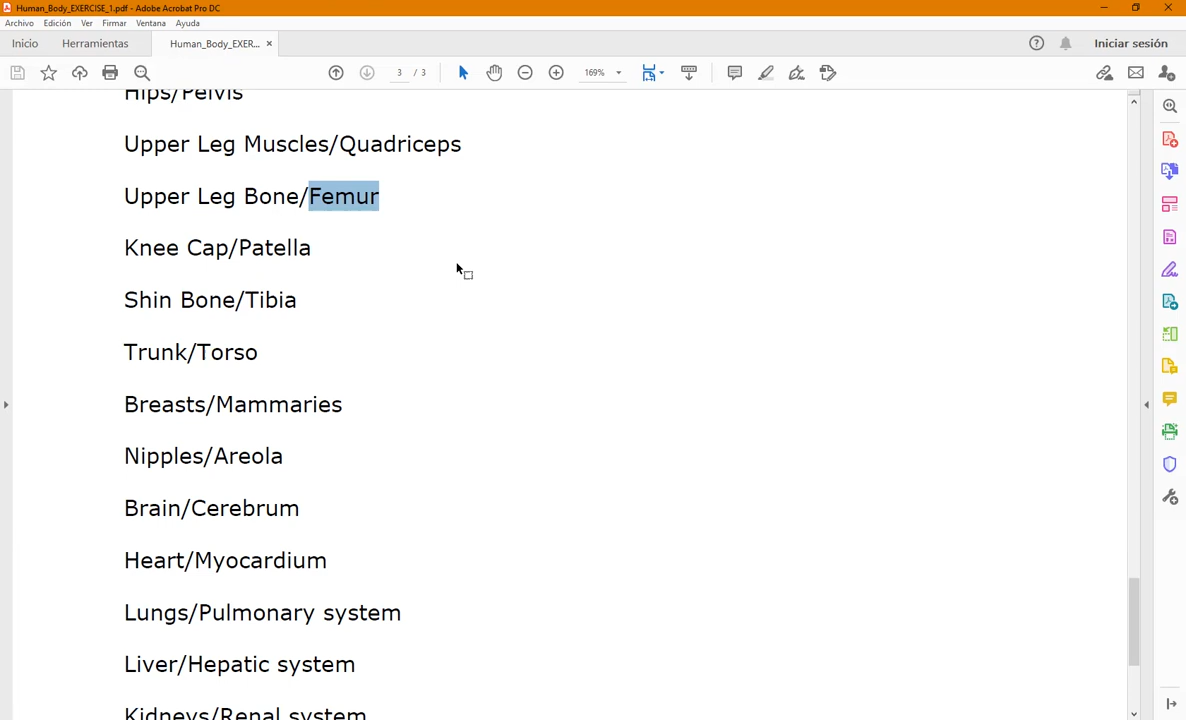 Human_Body_EXERCISE_1.pdf - Adobe Acrobat Pro DC
Archivo Edición Ver Firmar Ventana Ayuda
Inicio Herramientas Human_Body_EXER... Iniciar sesión
3 / 3 169%
Hips/Pelvis
Upper Leg Muscles/Quadriceps
Upper Leg Bone/Femur
Knee Cap/Patella
Shin Bone/Tibia
Trunk/Torso
Breasts/Mammaries
Nipples/Areola
Brain/Cerebrum
Heart/Myocardium
Lungs/Pulmonary system
Liver/Hepatic system
Kidneys/Renal system